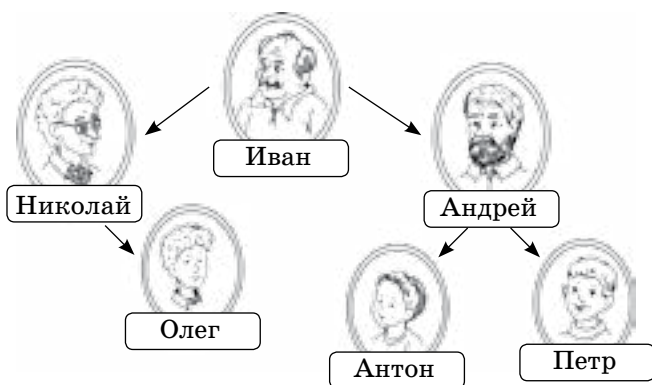 Иван
Николай
Андрей
Олег
Антон
Петр